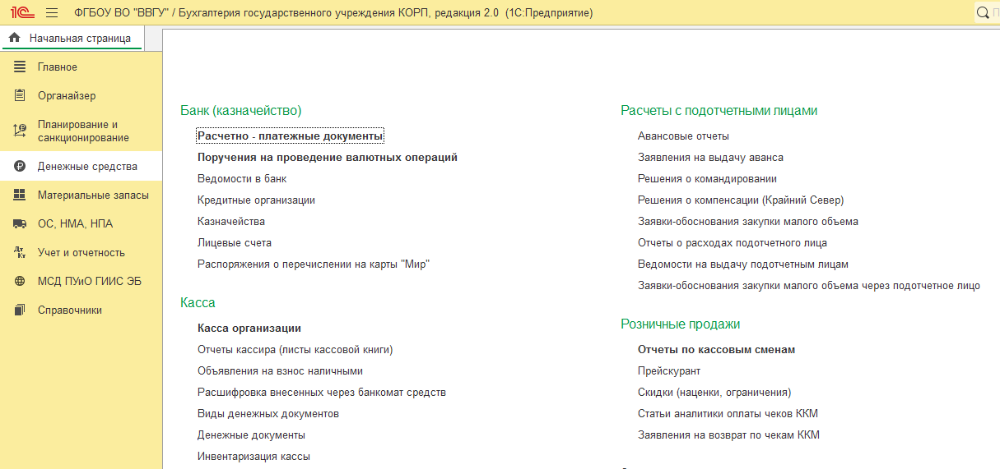 1С ФГБОУ ВО "ВВГУ" / Бухгалтерия государственного учреждения КОРП, редакция 2.0 (1С:Предприятие)
Начальная страница
Главное
Органайзер
Планирование и
санкционирование
Денежные средства
Материальные запасы
ОС, НМА, НПА
Учет и отчетность
МСД ПУиО ГИИС ЭБ
Справочники
Банк (казначейство)
Расчетно - платежные документы
Поручения на проведение валютных операций
Ведомости в банк
Кредитные организации
Казначейства
Лицевые счета
Распоряжения о перечислении на карты "Мир"
Касса
Касса организации
Отчеты кассира (листы кассовой книги)
Объявления на взнос наличными
Расшифровка внесенных через банкомат средств
Виды денежных документов
Денежные документы
Инвентаризация кассы
Расчеты с подотчетными лицами
Авансовые отчеты
Заявления на выдачу аванса
Решения о командировании
Решения о компенсации (Крайний Север)
Заявки-обоснования закупки малого объема
Отчеты о расходах подотчетного лица
Ведомости на выдачу подотчетным лицам
Заявки-обоснования закупки малого объема через подотчетное лицо
Розничные продажи
Отчеты по кассовым сменам
Прейскурант
Скидки (наценки, ограничения)
Статьи аналитики оплаты чеков ККМ
Заявления на возврат по чекам ККМ